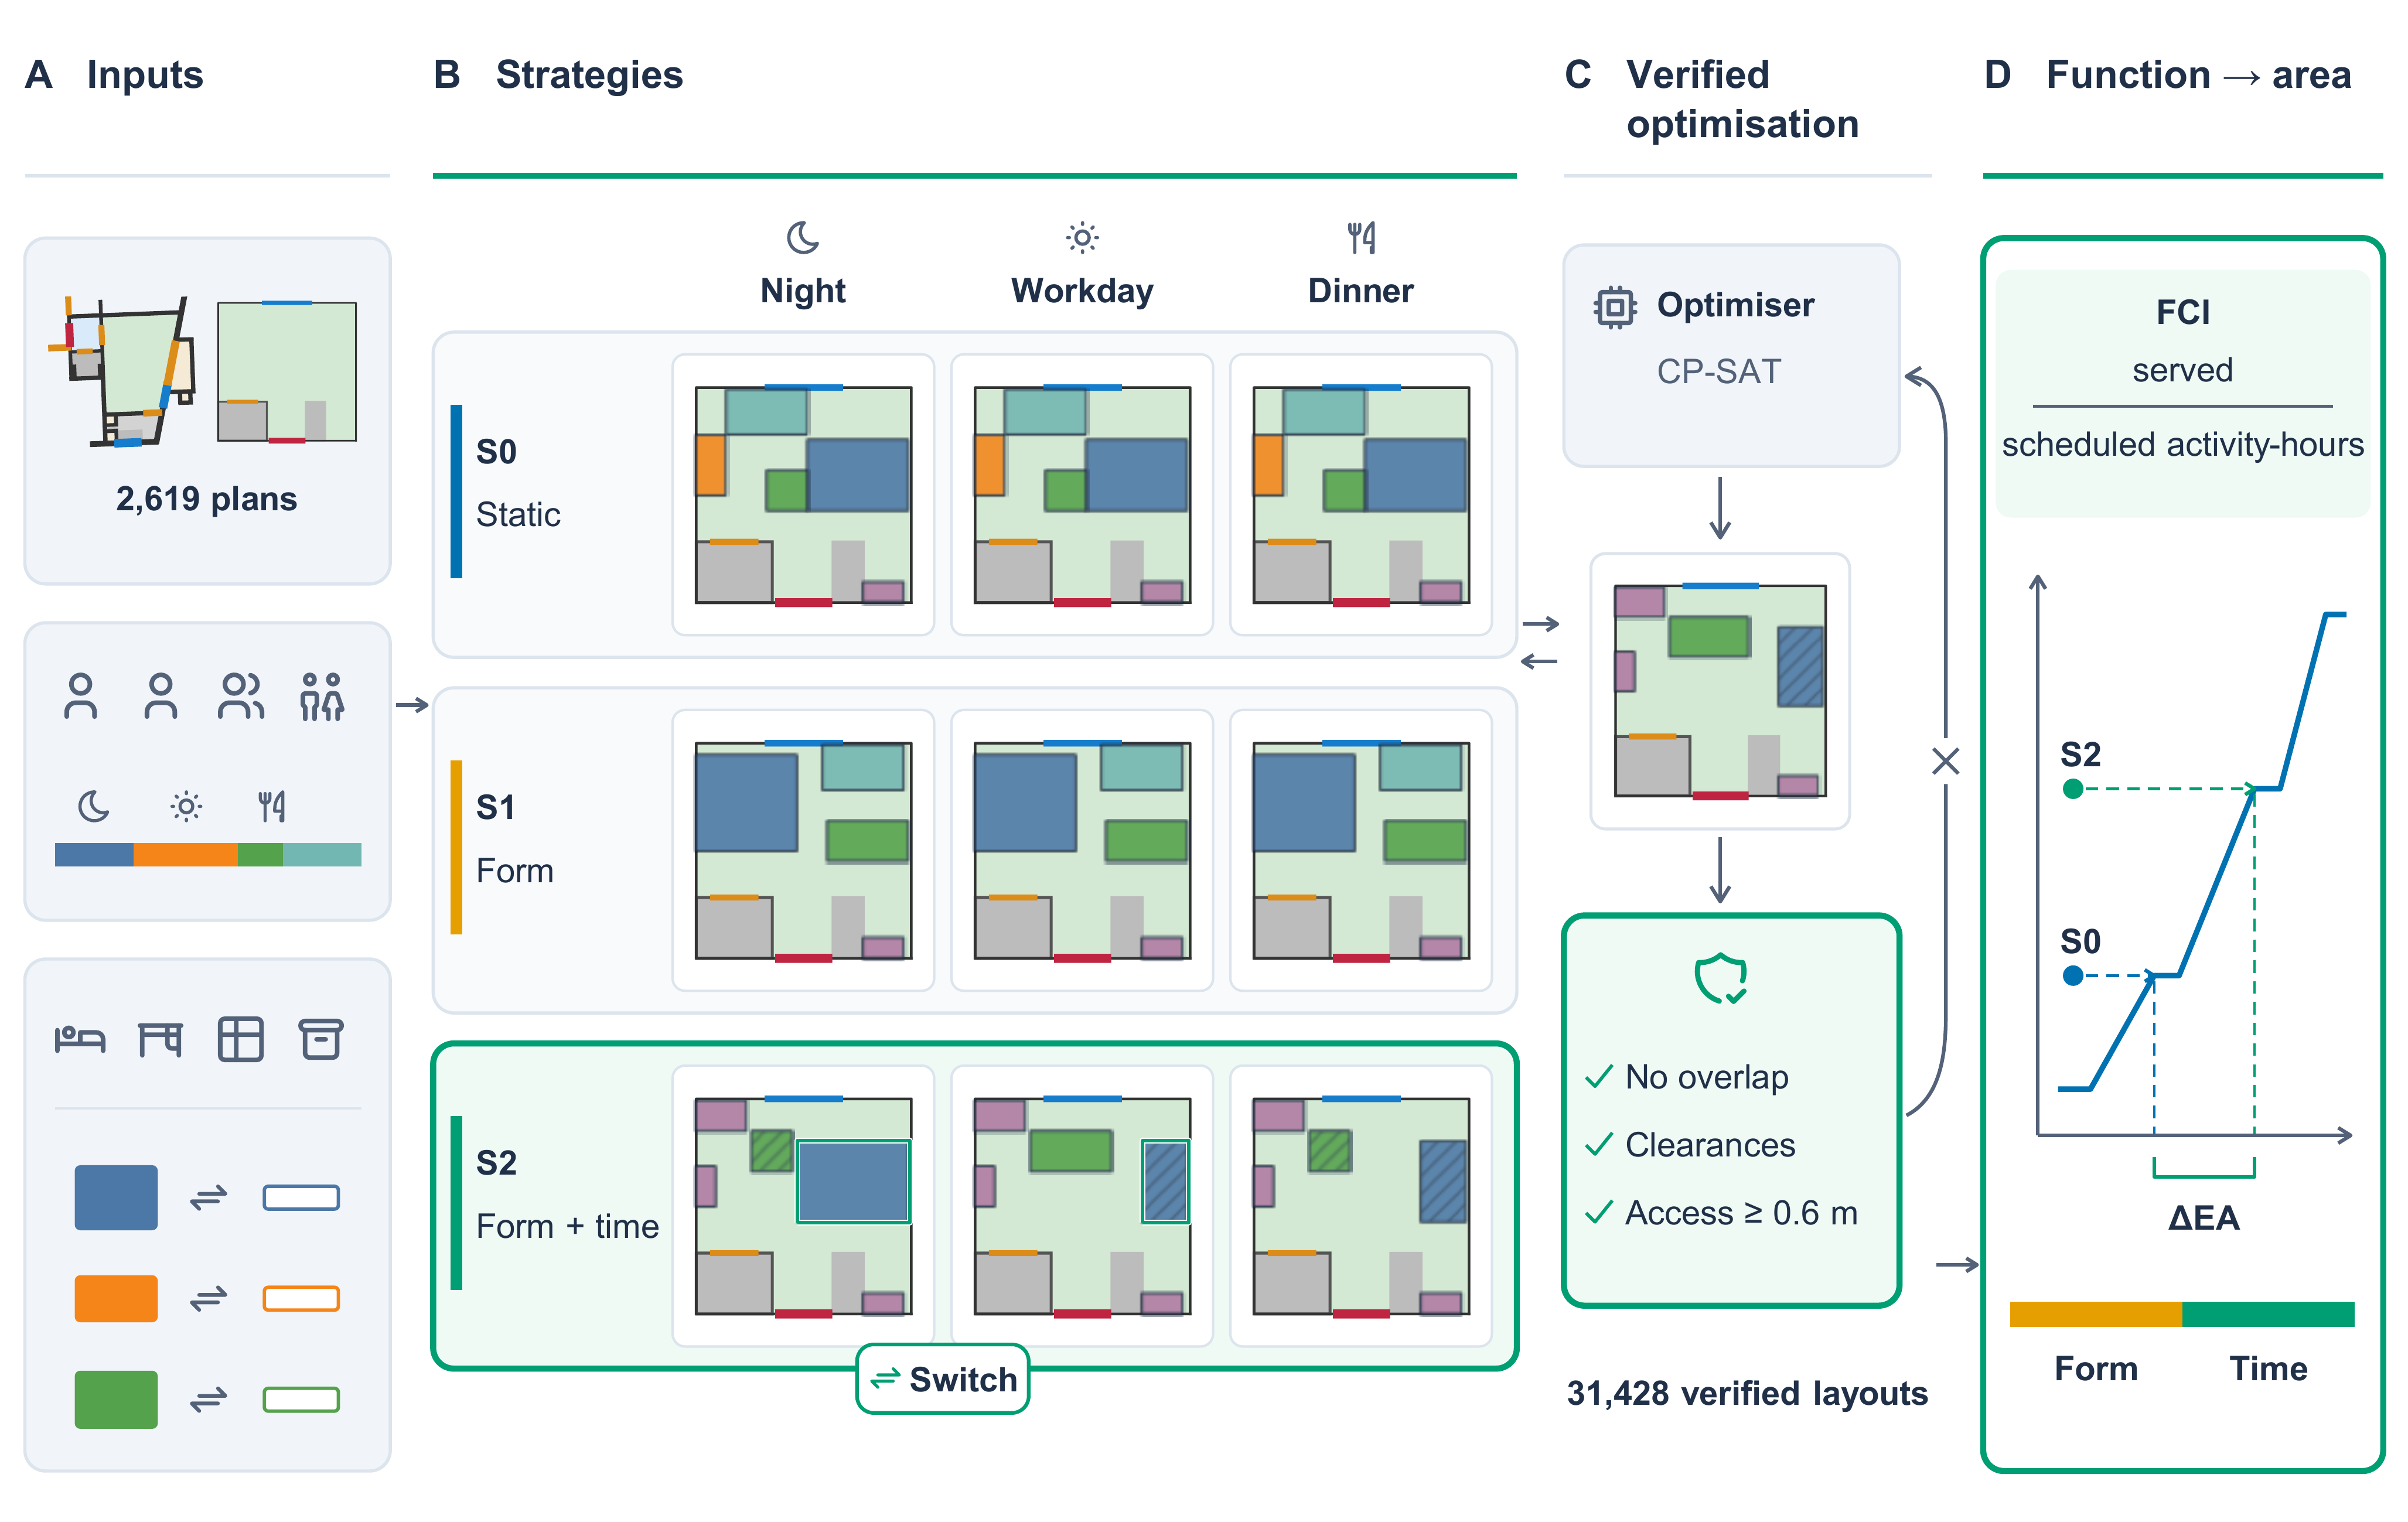 A Inputs
2,619 plans
B Strategies
Night Workday Dinner
S0
Static
S1
Form
S2
Form + time
Switch
C Verified
optimisation
Optimiser
CP-SAT
No overlap
Clearances
Access ≥ 0.6 m
31,428 verified layouts
D Function → area
FCI
served
scheduled activity-hours
S2
S0
ΔEA
Form Time